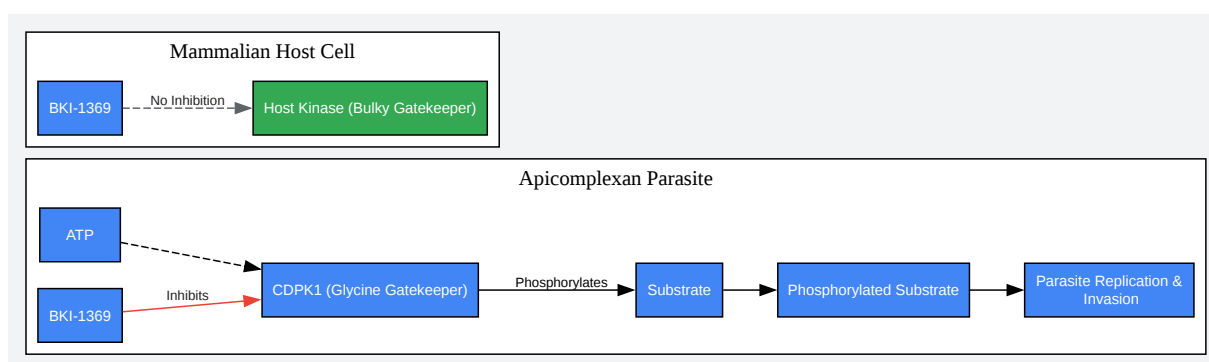 Mammalian Host Cell
BKI-1369
No Inhibition
Host Kinase (Bulky Gatekeeper)
Apicomplexan Parasite
ATP
BKI-1369
Inhibits
CDPK1 (Glycine Gatekeeper)
Phosphorylates
Substrate
Phosphorylated Substrate
Parasite Replication &
Invasion